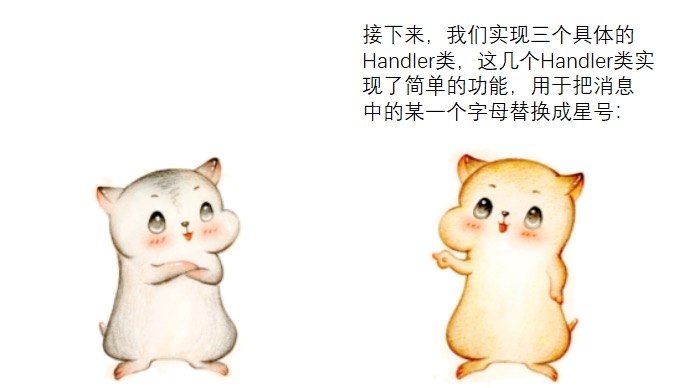 接下来，我们实现三个具体的
Handler类，这几个Handler类实
现了简单的功能，用于把消息
中的某一个字母替换成星号：